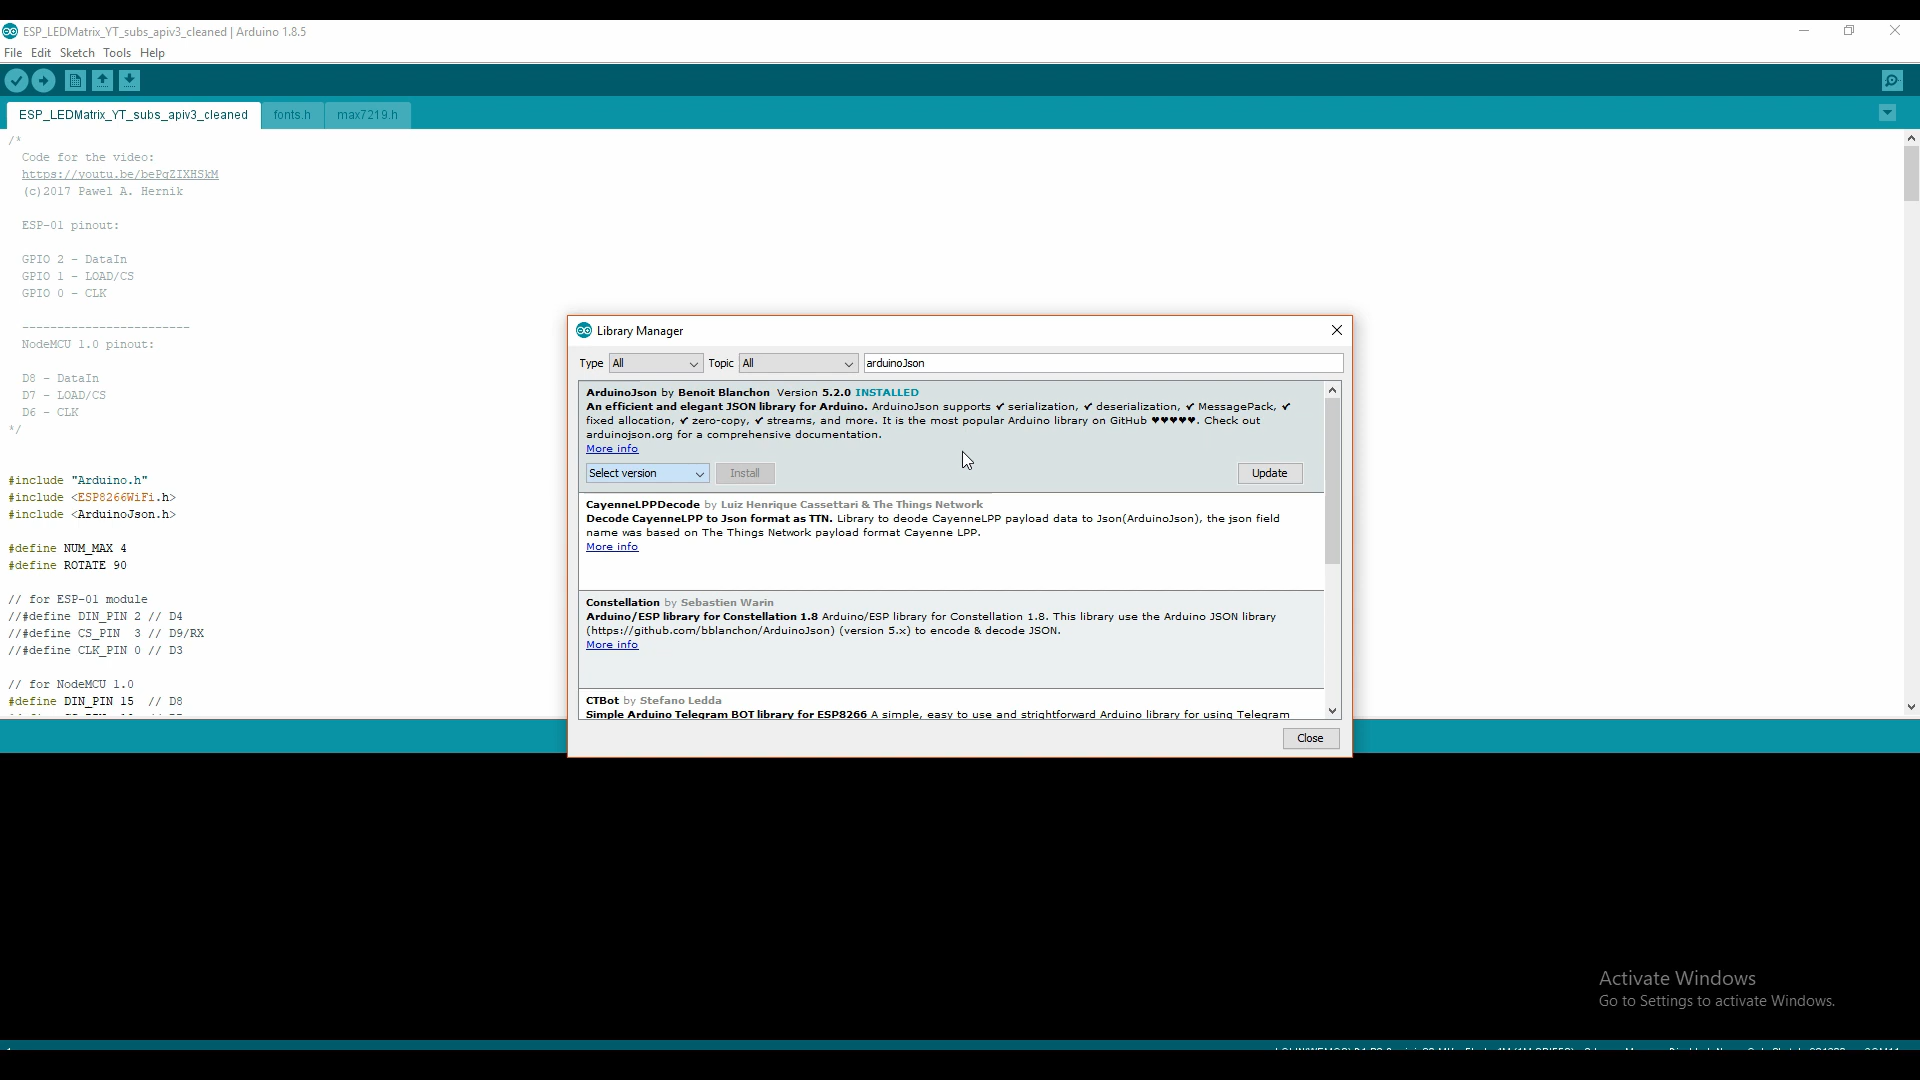 ESP_LEDMatrix_YT_subs_apiv3_cleaned | Arduino 1.8.5
File Edit Sketch Tools Help
ESP_LEDMatrix_YT_subs_apiv3_cleaned fonts.h max7219.h
/*
Code for the video:
https://youtu.be/bePgZIXHSkM
(c)2017 Pawel A. Hernik
ESP-01 pinout:
GPIO 2 - DataIn
GPIO 1 - LOAD/CS
GPIO 0 - CLK
------------------------
NodeMCU 1.0 pinout:
D8 - DataIn
D7 - LOAD/CS
D6 - CLK
*/
#include "Arduino.h"
#include <ESP8266WiFi.h>
#include <ArduinoJson.h>
#define NUM_MAX 4
#define ROTATE 90
// for ESP-01 module
//#define DIN_PIN 2 // D4
//#define CS_PIN 3 // D9/RX
//#define CLK_PIN 0 // D3
// for NodeMCU 1.0
#define DIN_PIN 15 // D8
Library Manager
Type All Topic All arduinoJson
ArduinoJson by Benoit Blanchon Version 5.2.0 INSTALLED
An efficient and elegant JSON library for Arduino. ArduinoJson supports ✔ serialization, ✔ deserialization, ✔ MessagePack, ✔
fixed allocation, ✔ zero-copy, ✔ streams, and more. It is the most popular Arduino library on GitHub ♥♥♥♥♥. Check out
arduinojson.org for a comprehensive documentation.
More info
Select version Install Update
CayenneLPPDecode by Luiz Henrique Cassettari & The Things Network
Decode CayenneLPP to Json format as TTN. Library to deode CayenneLPP payload data to Json(ArduinoJson), the json field
name was based on The Things Network payload format Cayenne LPP.
More info
Constellation by Sebastien Warin
Arduino/ESP library for Constellation 1.8 Arduino/ESP library for Constellation 1.8. This library use the Arduino JSON library
(https://github.com/bblanchon/ArduinoJson) (version 5.x) to encode & decode JSON.
More info
CTBot by Stefano Ledda
Simple Arduino Telegram BOT library for ESP8266 A simple, easy to use and strightforward Arduino library for using Telegram
Close
Activate Windows
Go to Settings to activate Windows.